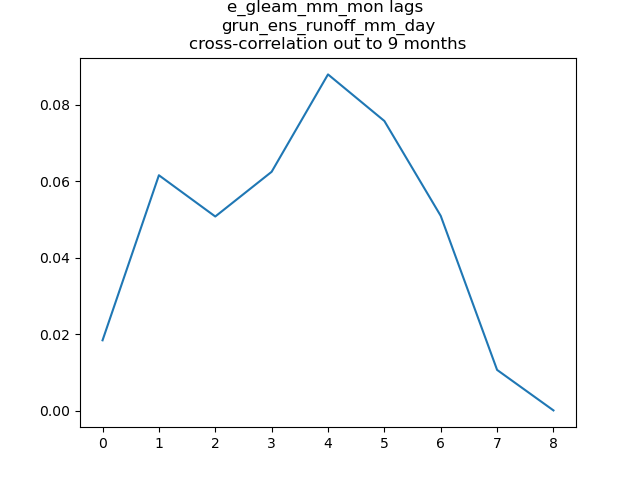 e_gleam_mm_mon lags
grun_ens_runoff_mm_day
cross-correlation out to 9 months
0.08
0.06
0.04
0.02
0.00
0 1 2 3 4 5 6 7 8